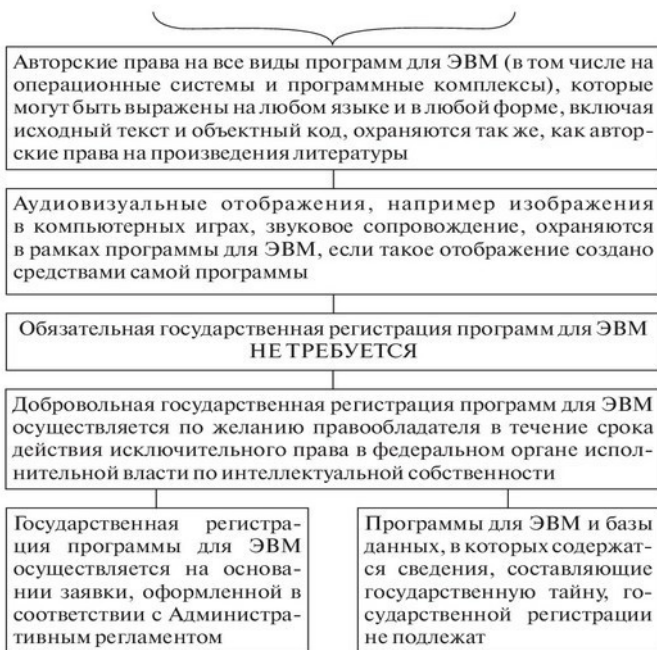 Авторские права на все виды программ для ЭВМ (в том числе на
операционные системы и программные комплексы), которые
могут быть выражены на любом языке и в любой форме, включая
исходный текст и объектный код, охраняются так же, как автор-
ские права на произведения литературы
Аудиовизуальные отображения, например изображения
в компьютерных играх, звуковое сопровождение, охраняются
в рамках программы для ЭВМ, если такое отображение создано
средствами самой программы
Обязательная государственная регистрация программ для ЭВМ
НЕ ТРЕБУЕТСЯ
Добровольная государственная регистрация программ для ЭВМ
осуществляется по желанию правообладателя в течение срока
действия исключительного права в федеральном органе испол-
нительной власти по интеллектуальной собственности
Государственная регистра-
ция программы для ЭВМ
осуществляется на основа-
нии заявки, оформленной в
соответствии с Администра-
тивным регламентом
Программы для ЭВМ и базы
данных, в которых содержат-
ся сведения, составляющие
государственную тайну, го-
сударственной регистрации
не подлежат